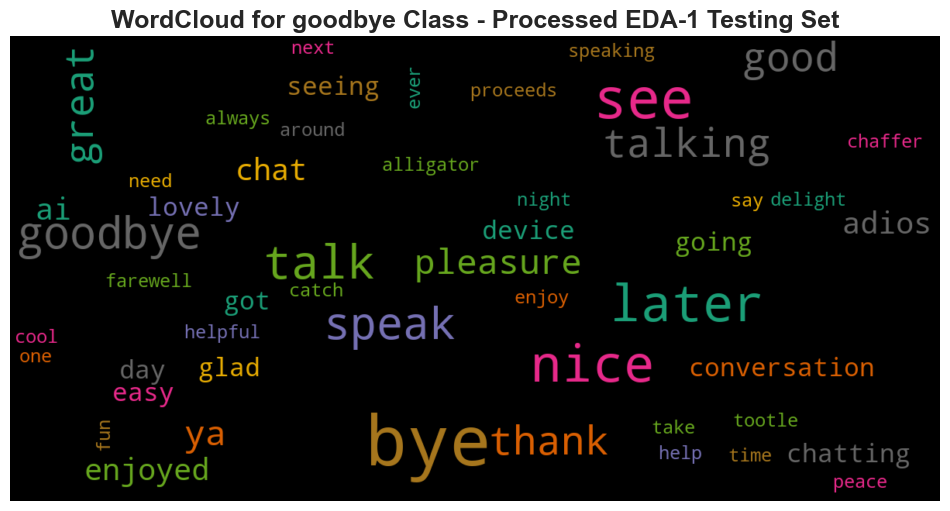 WordCloud for goodbye Class - Processed EDA-1 Testing Set
next
speaking
good
great
seeing
ever
proceeds
see
always
around
talking
chaffer
chat
alligator
need
ai
lovely
night
say
delight
goodbye
device
adios
going
talk
pleasure
farewell
catch
got
enjoy
later
cool
helpful
speak
one
day
glad
nice
conversation
easy
fun
ya
bye
thank
take
tootle
enjoyed
help
time
chatting
peace